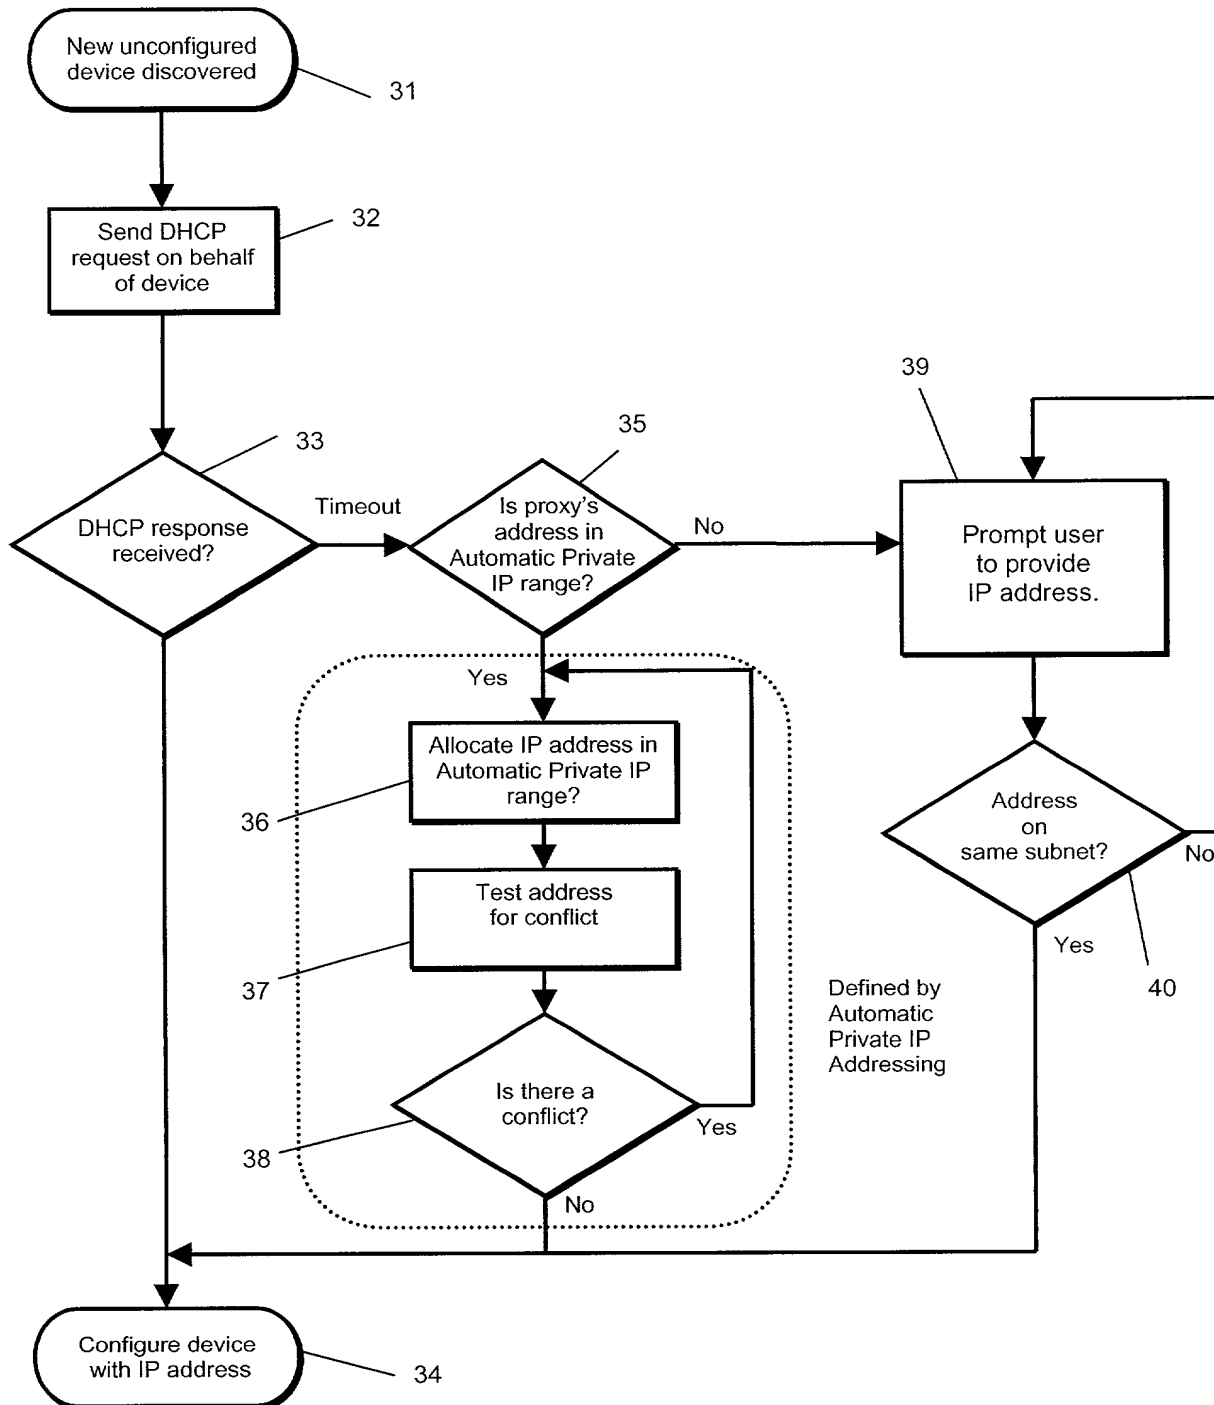 New unconfigured
device discovered
31
Send DHCP
request on behalf
of device
32
DHCP response
received?
33
Timeout
Is proxy's
address in
Automatic Private
IP range?
35
No
Prompt user
to provide
IP address.
39
Yes
Allocate IP address in
Automatic Private IP
range?
36
Test address
for conflict
37
Is there a
conflict?
38
Yes
No
Address
on
same subnet?
No
Yes
40
Defined by
Automatic
Private IP
Addressing
Configure device
with IP address
34